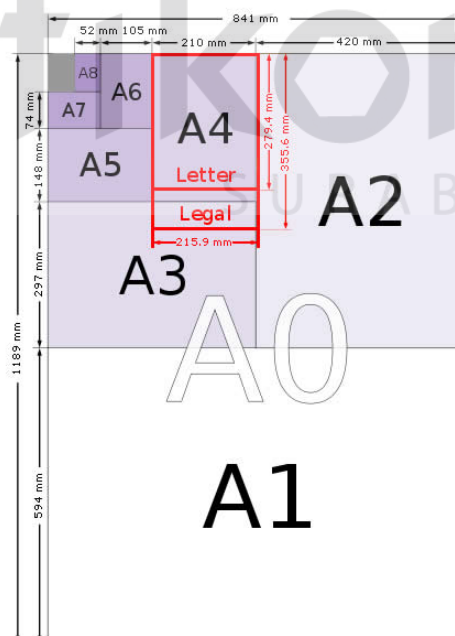 841 mm
52 mm 105 mm
210 mm
420 mm
A8
A7
A6
A5
A4
Letter
Legal
215.9 mm
279.4 mm
355.6 mm
74 mm
148 mm
297 mm
1189 mm
594 mm
A3
A2
A0
A1
tikom
SURAB